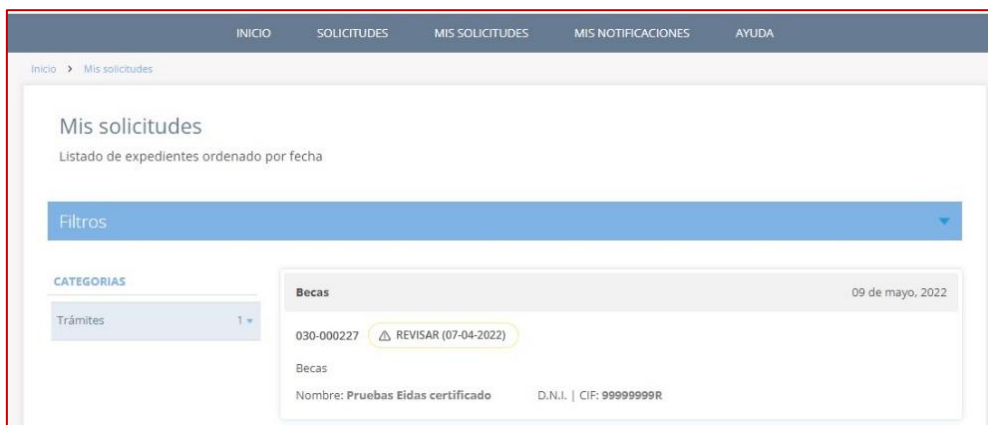 INICIO SOLICITUDES MIS SOLICITUDES MIS NOTIFICACIONES AYUDA
Inicio > Mis solicitudes
Mis solicitudes
Listado de expedientes ordenado por fecha
Filtros
CATEGORIAS
Trámites 1
Becas 09 de mayo, 2022
030-000227 REVISAR (07-04-2022)
Becas
Nombre: Pruebas Eidas certificado D.N.I. | CIF: 99999999R